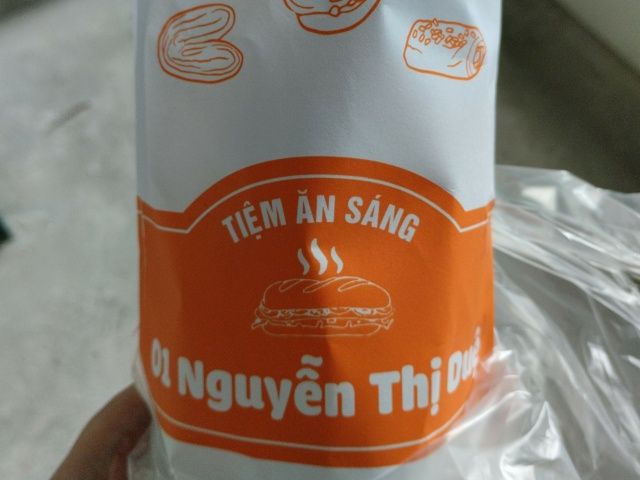 TIỆM ĂN SÁNG
01 Nguyễn Thị Duệ